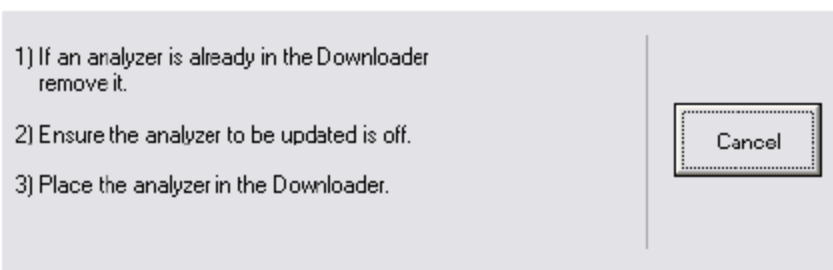 1) If an analyzer is already in the Downloader
remove it.
2) Ensure the analyzer to be updated is off.
3) Place the analyzer in the Downloader.
Cancel